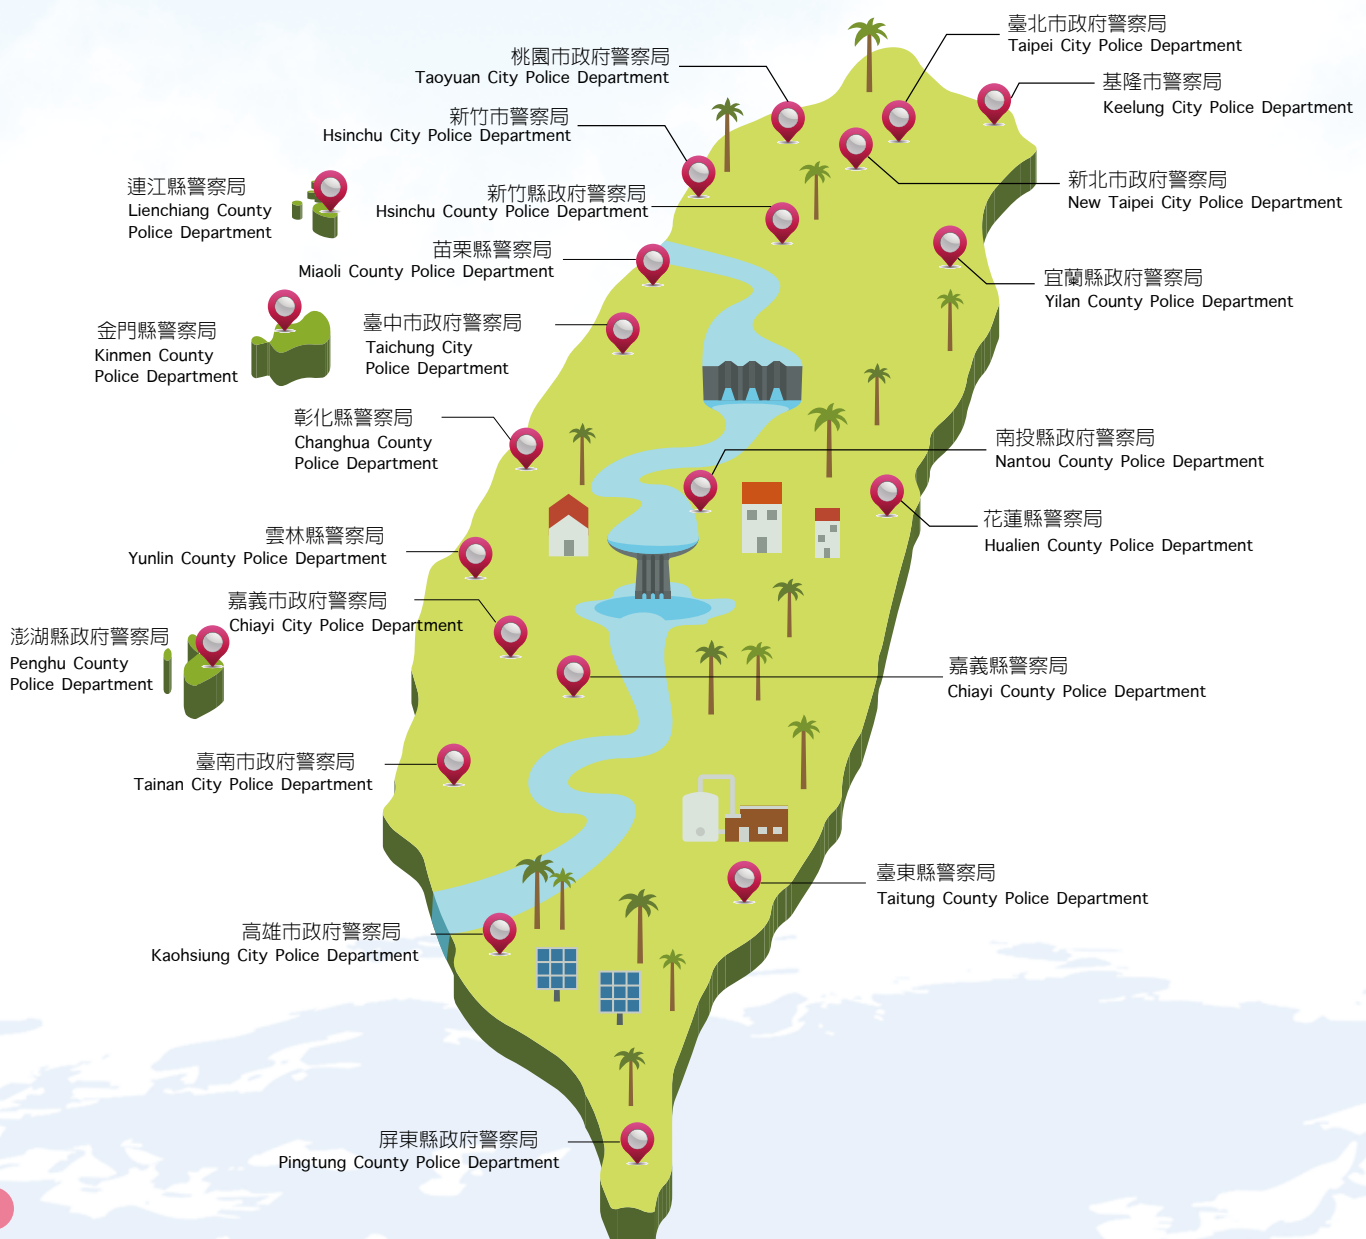 臺北市政府警察局
Taipei City Police Department
桃園市政府警察局
Taoyuan City Police Department
基隆市警察局
Keelung City Police Department
新竹市警察局
Hsinchu City Police Department
新北市政府警察局
New Taipei City Police Department
連江縣警察局
Lienchiang County
Police Department
新竹縣政府警察局
Hsinchu County Police Department
苗栗縣警察局
Miaoli County Police Department
宜蘭縣政府警察局
Yilan County Police Department
金門縣警察局
Kinmen County
Police Department
臺中市政府警察局
Taichung City
Police Department
彰化縣警察局
Changhua County
Police Department
南投縣政府警察局
Nantou County Police Department
花蓮縣警察局
Hualien County Police Department
雲林縣警察局
Yunlin County Police Department
嘉義市政府警察局
Chiayi City Police Department
澎湖縣政府警察局
Penghu County
Police Department
嘉義縣警察局
Chiayi County Police Department
臺南市政府警察局
Tainan City Police Department
臺東縣警察局
Taitung County Police Department
高雄市政府警察局
Kaohsiung City Police Department
屏東縣政府警察局
Pingtung County Police Department